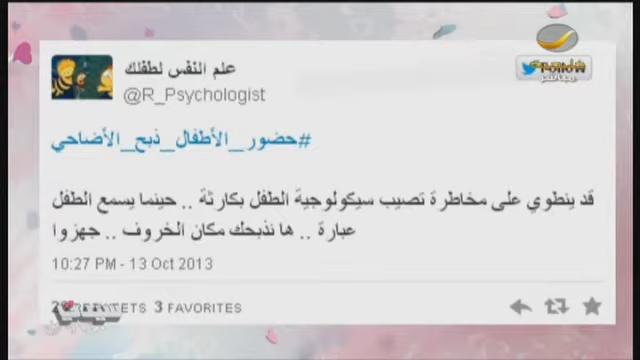 علم النفس لطفلك
@R_Psychologist
#حضور_الأطفال_ذبح_الأضاحي
قد ينطوي على مخاطرة تصيب سيكولوجية الطفل بكارثة .. حينما يسمع الطفل
عبارة .. ها نذبحك مكان الخروف .. جهزوا
10:27 PM - 13 Oct 2013
3 FAVORITES
Follow